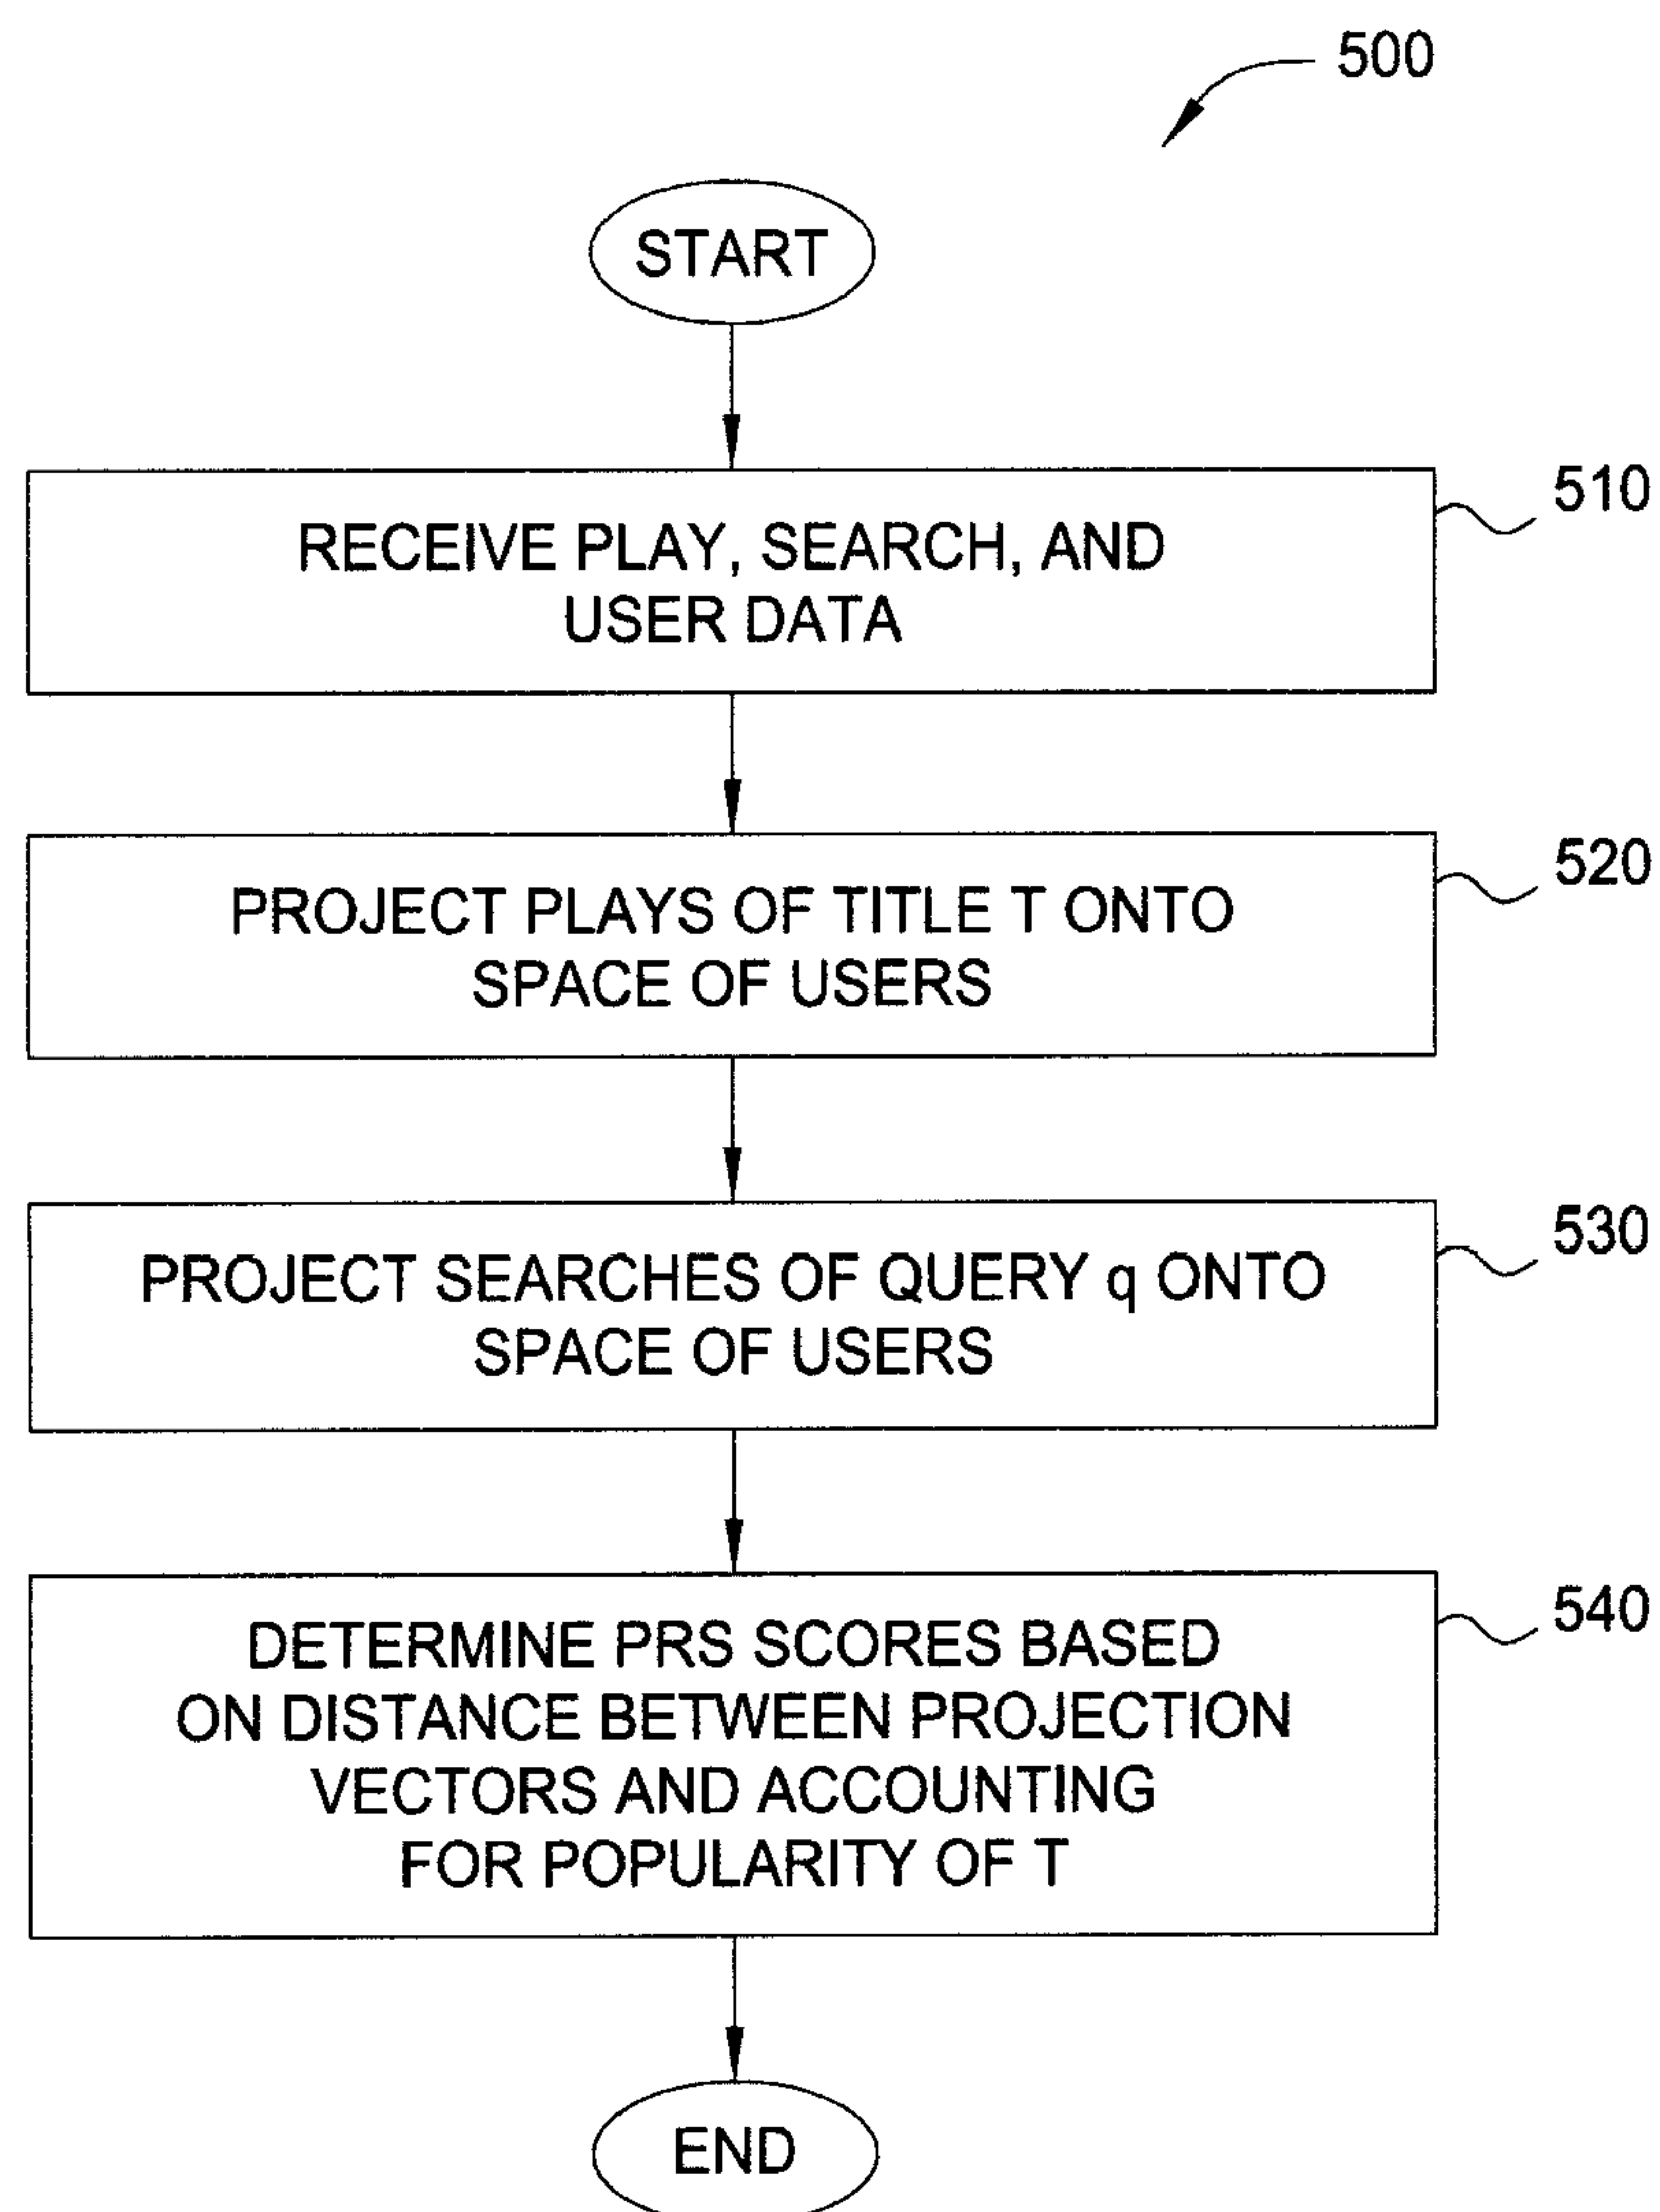 500
START
510
RECEIVE PLAY, SEARCH, AND
USER DATA
520
PROJECT PLAYS OF TITLE T ONTO
SPACE OF USERS
530
PROJECT SEARCHES OF QUERY q ONTO
SPACE OF USERS
540
DETERMINE PRS SCORES BASED
ON DISTANCE BETWEEN PROJECTION
VECTORS AND ACCOUNTING
FOR POPULARITY OF T
END